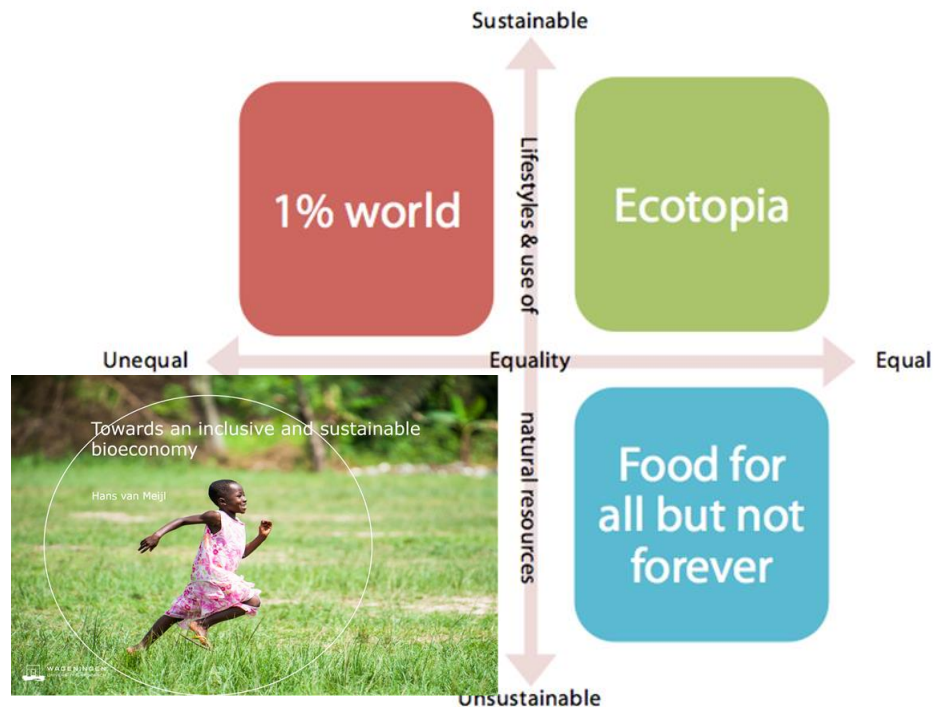 Sustainable
1% world
Ecotopia
Lifestyles & use of
Unequal
Equality
Equal
Towards an inclusive and sustainable
bioeconomy
Hans van Meijl
natural resources
Food for
all but not
forever
WAGENINGEN
Unsustainable